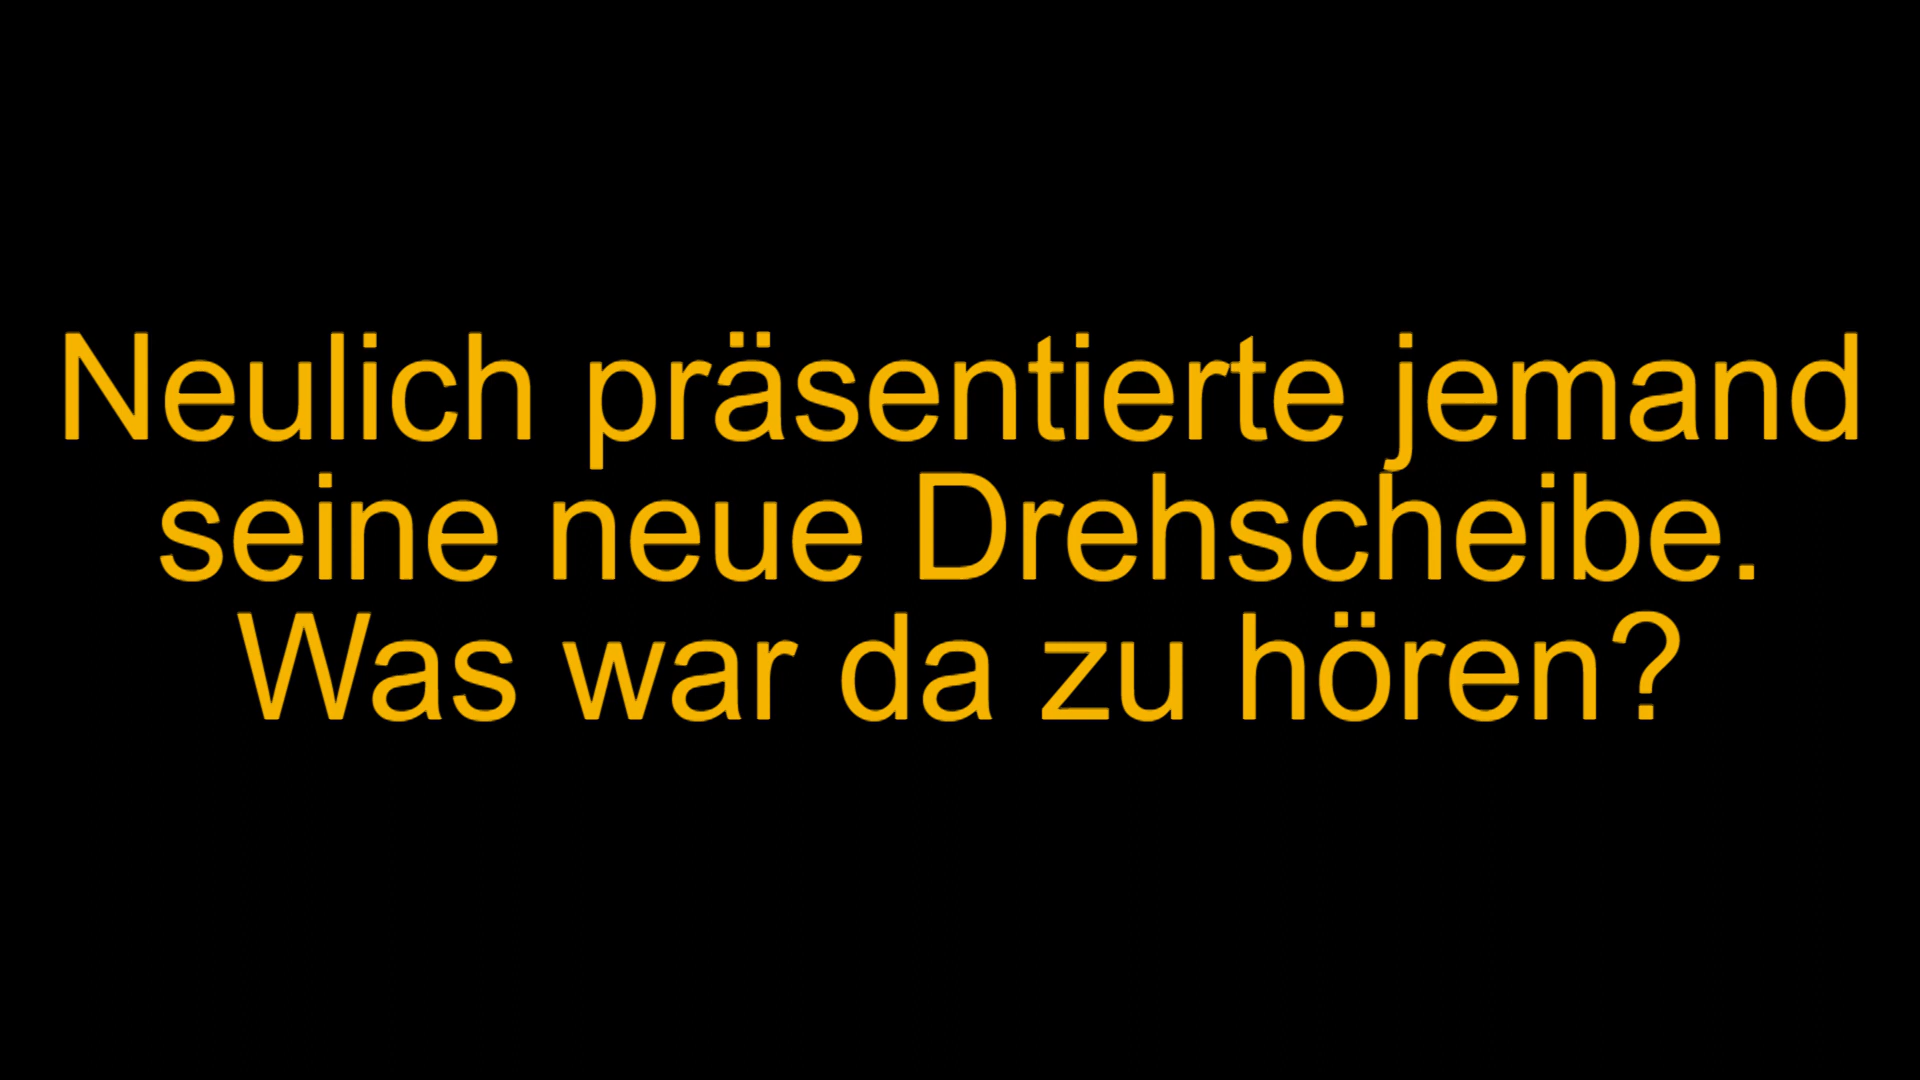 Neulich präsentierte jemand
seine neue Drehscheibe.
Was war da zu hören?